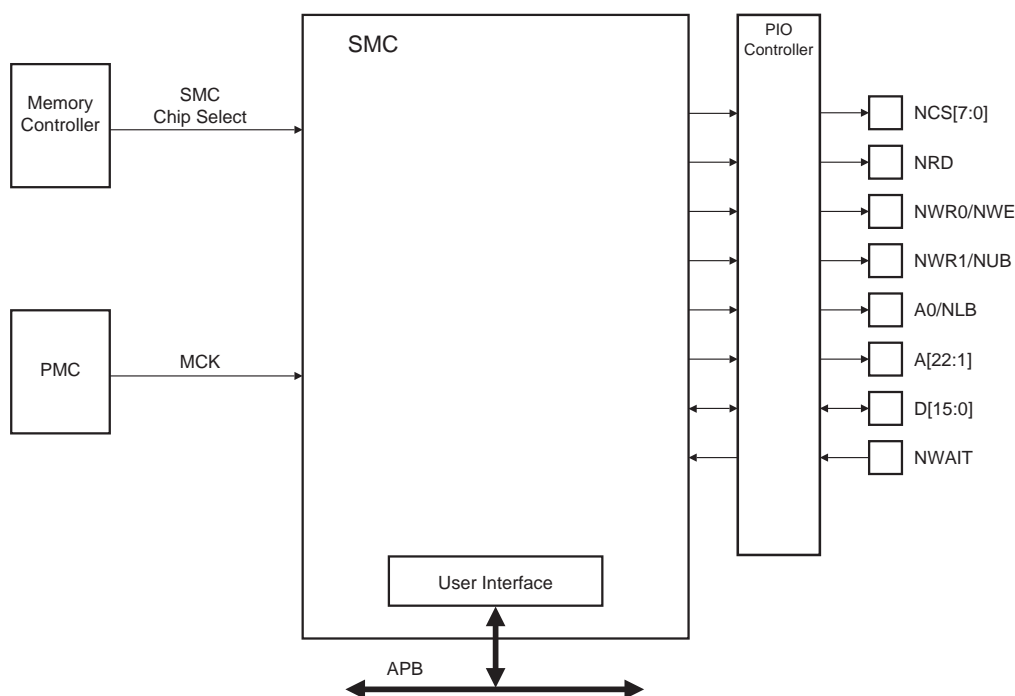 SMC
PIO
Controller
Memory
Controller
SMC
Chip Select
NCS[7:0]
NRD
NWR0/NWE
NWR1/NUB
A0/NLB
PMC
MCK
A[22:1]
D[15:0]
NWAIT
User Interface
APB